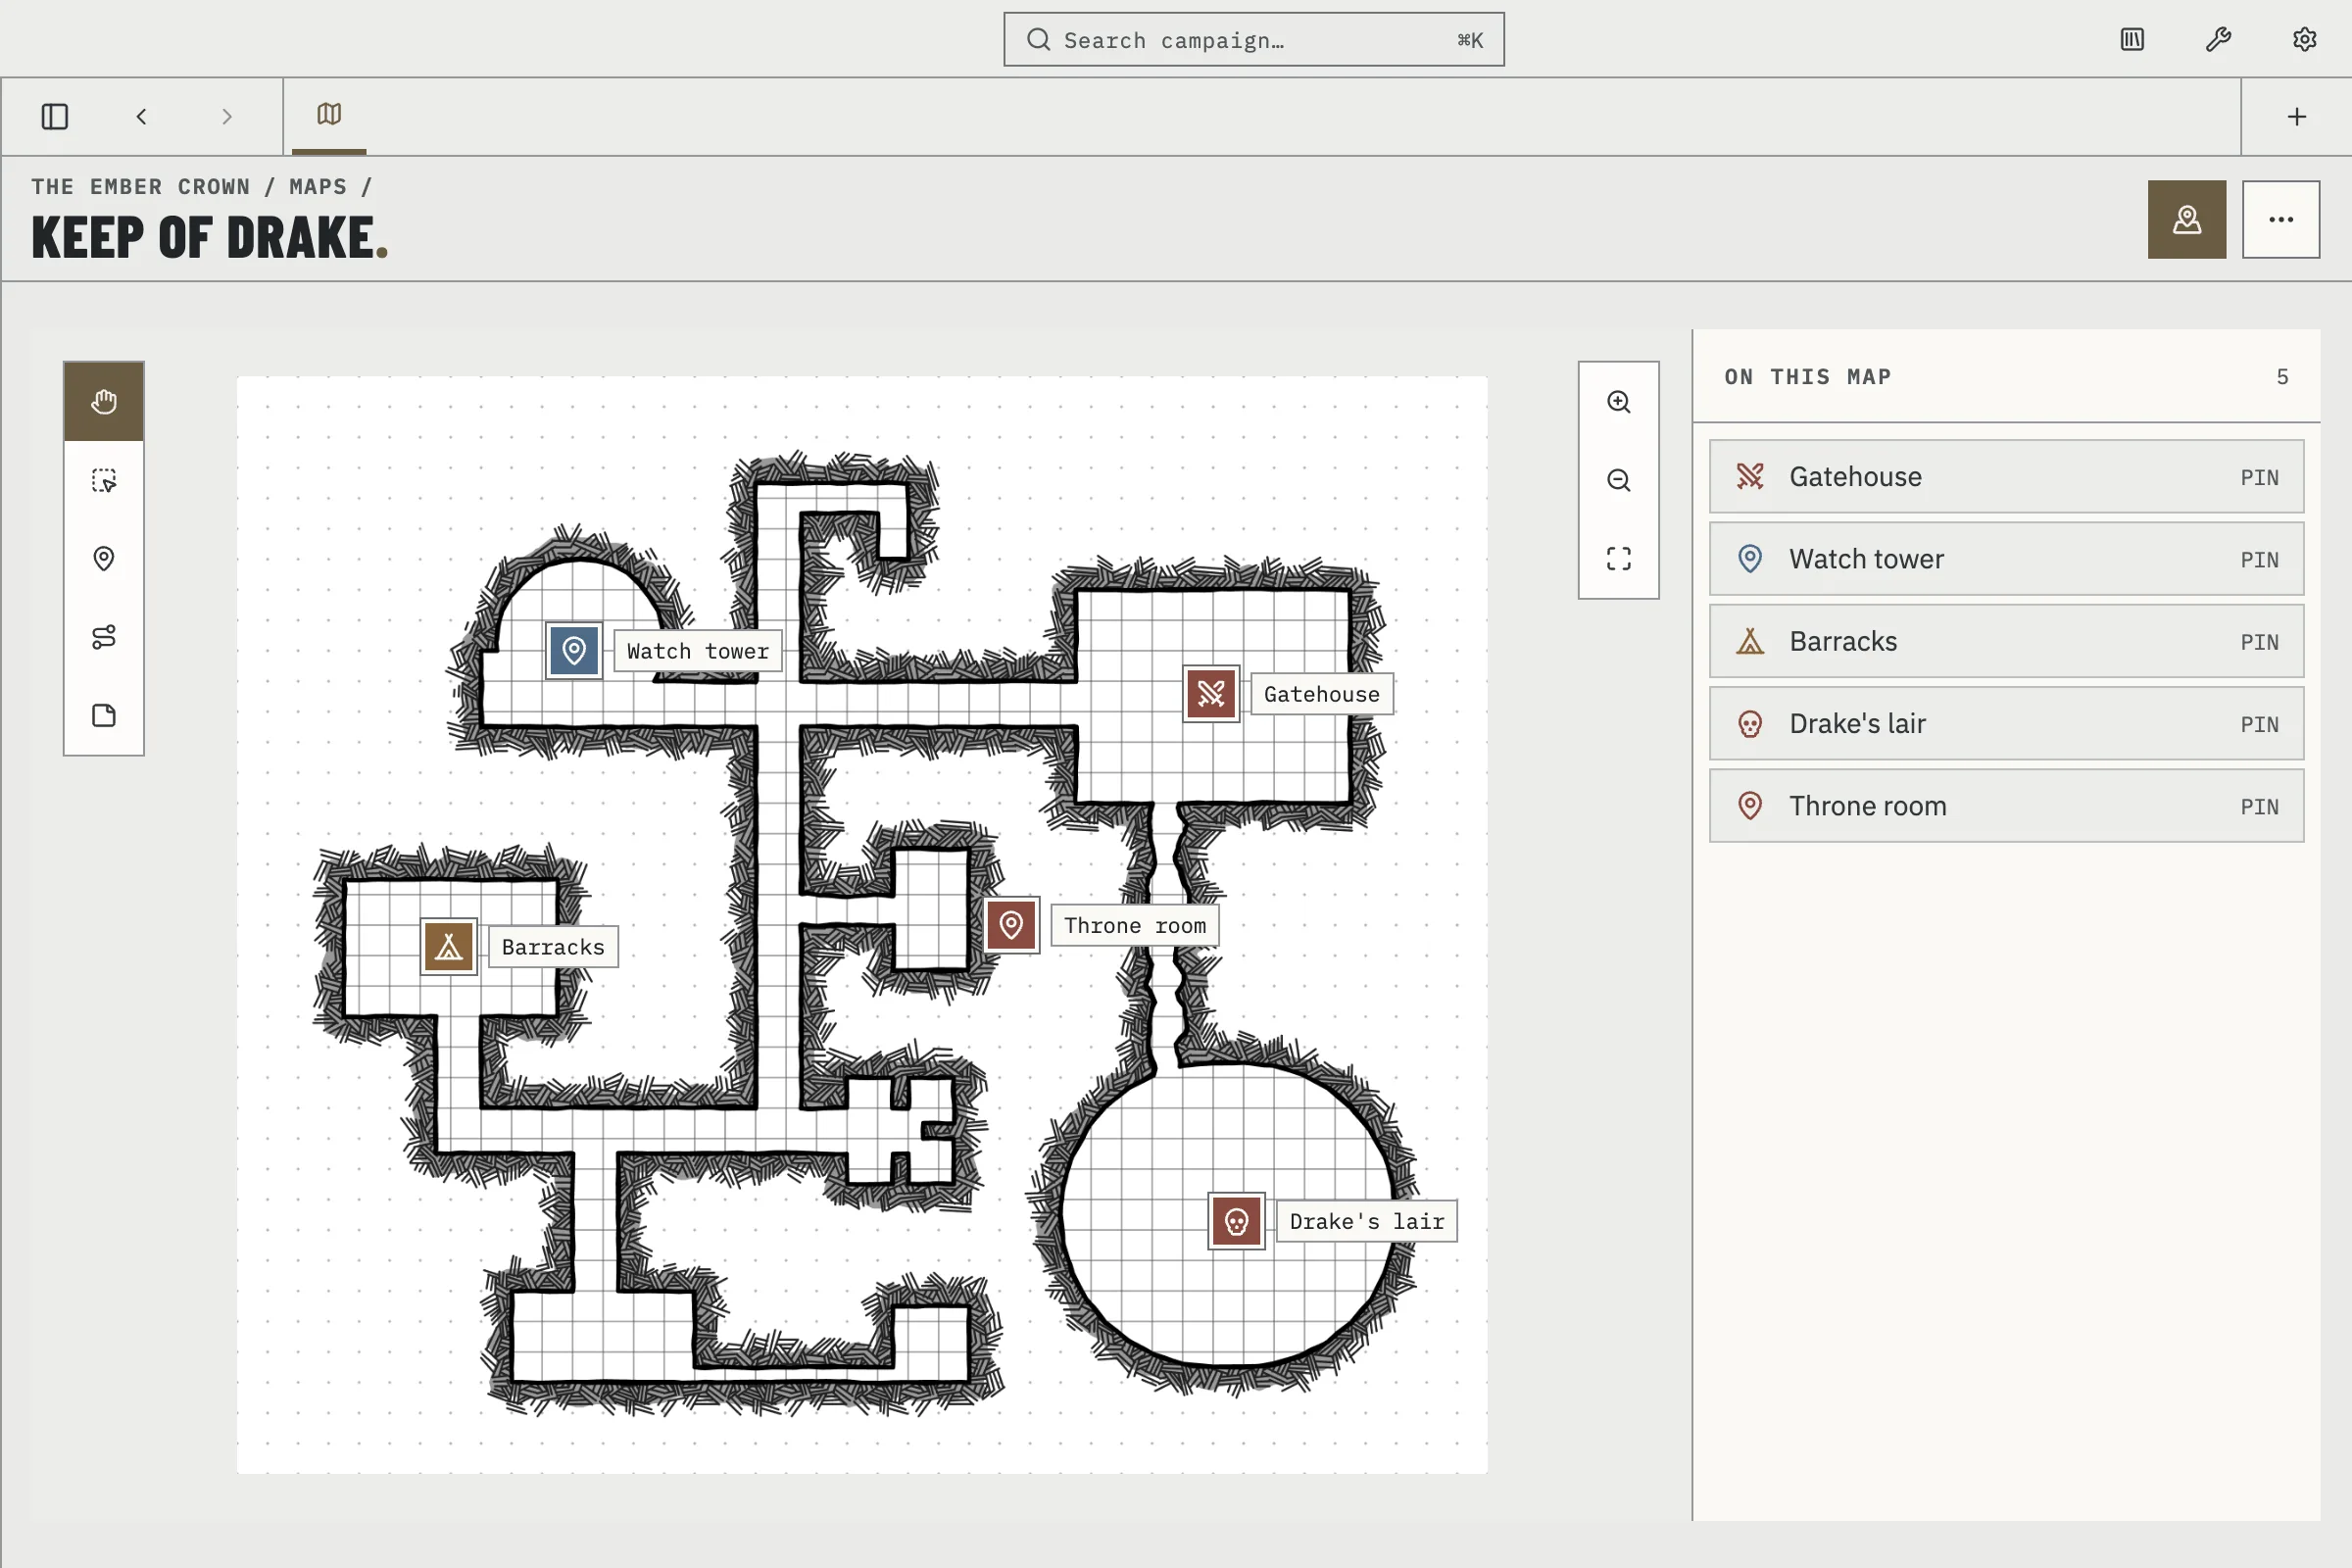 Search campaign… ⌘K
THE EMBER CROWN / MAPS /
KEEP OF DRAKE.
ON THIS MAP 5
Gatehouse PIN
Watch tower PIN
Barracks PIN
Drake's lair PIN
Throne room PIN
Watch tower
Gatehouse
Throne room
Barracks
Drake's lair